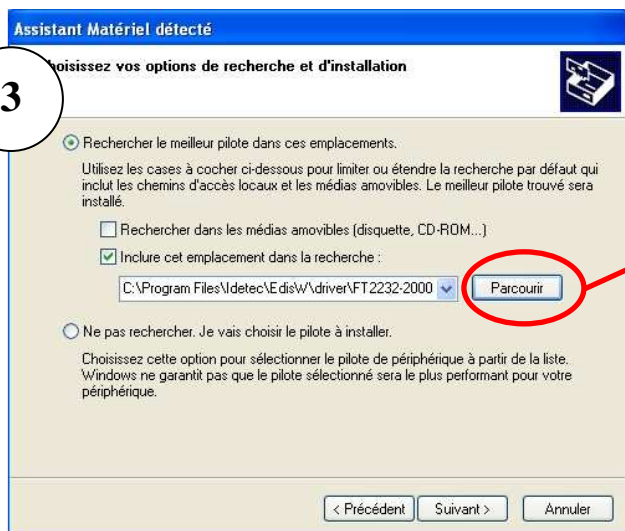 Assistant Matériel détecté
hoisissez vos options de recherche et d'installation
3
Rechercher le meilleur pilote dans ces emplacements.
Utilisez les cases à cocher ci-dessous pour limiter ou étendre la recherche par défaut qui
inclut les chemins d'accès locaux et les médias amovibles. Le meilleur pilote trouvé sera
installé.
Rechercher dans les médias amovibles (disquette, CD-ROM...)
Inclure cet emplacement dans la recherche :
C:\Program Files\Idetec\EdisW\driver\FT2232-2000
Parcourir
Ne pas rechercher. Je vais choisir le pilote à installer.
Choisissez cette option pour sélectionner le pilote de périphérique à partir de la liste.
Windows ne garantit pas que le pilote sélectionné sera le plus performant pour votre
périphérique.
< Précédent
Suivant >
Annuler